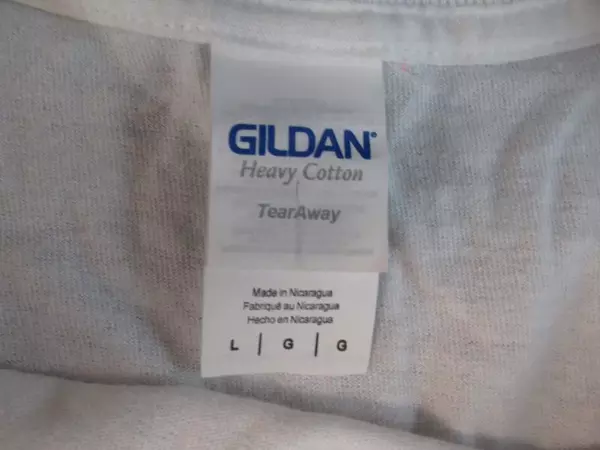 GILDAN®
Heavy Cotton
TearAway
Made in Nicaragua
Fabriqué au Nicaragua
Hecho en Nicaragua
L | G | G